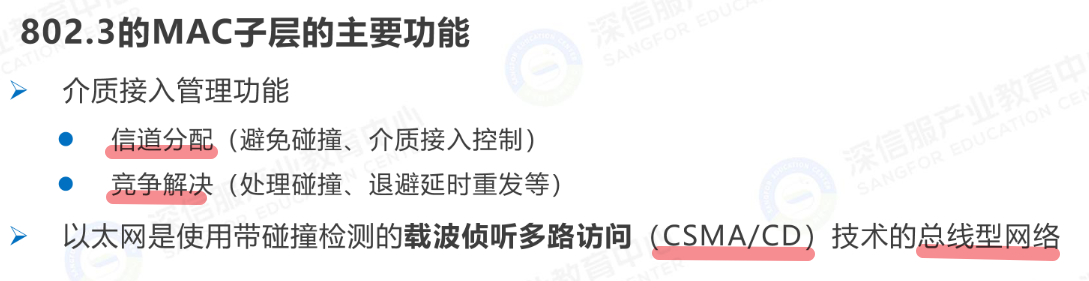 802.3的MAC子层的主要功能
介质接入管理功能
信道分配（避免碰撞、介质接入控制）
竞争解决（处理碰撞、退避延时重发等）
以太网是使用带碰撞检测的载波侦听多路访问（CSMA/CD）技术的总线型网络
深信服产业教育中心
SANGFOR EDUCATION CENTER